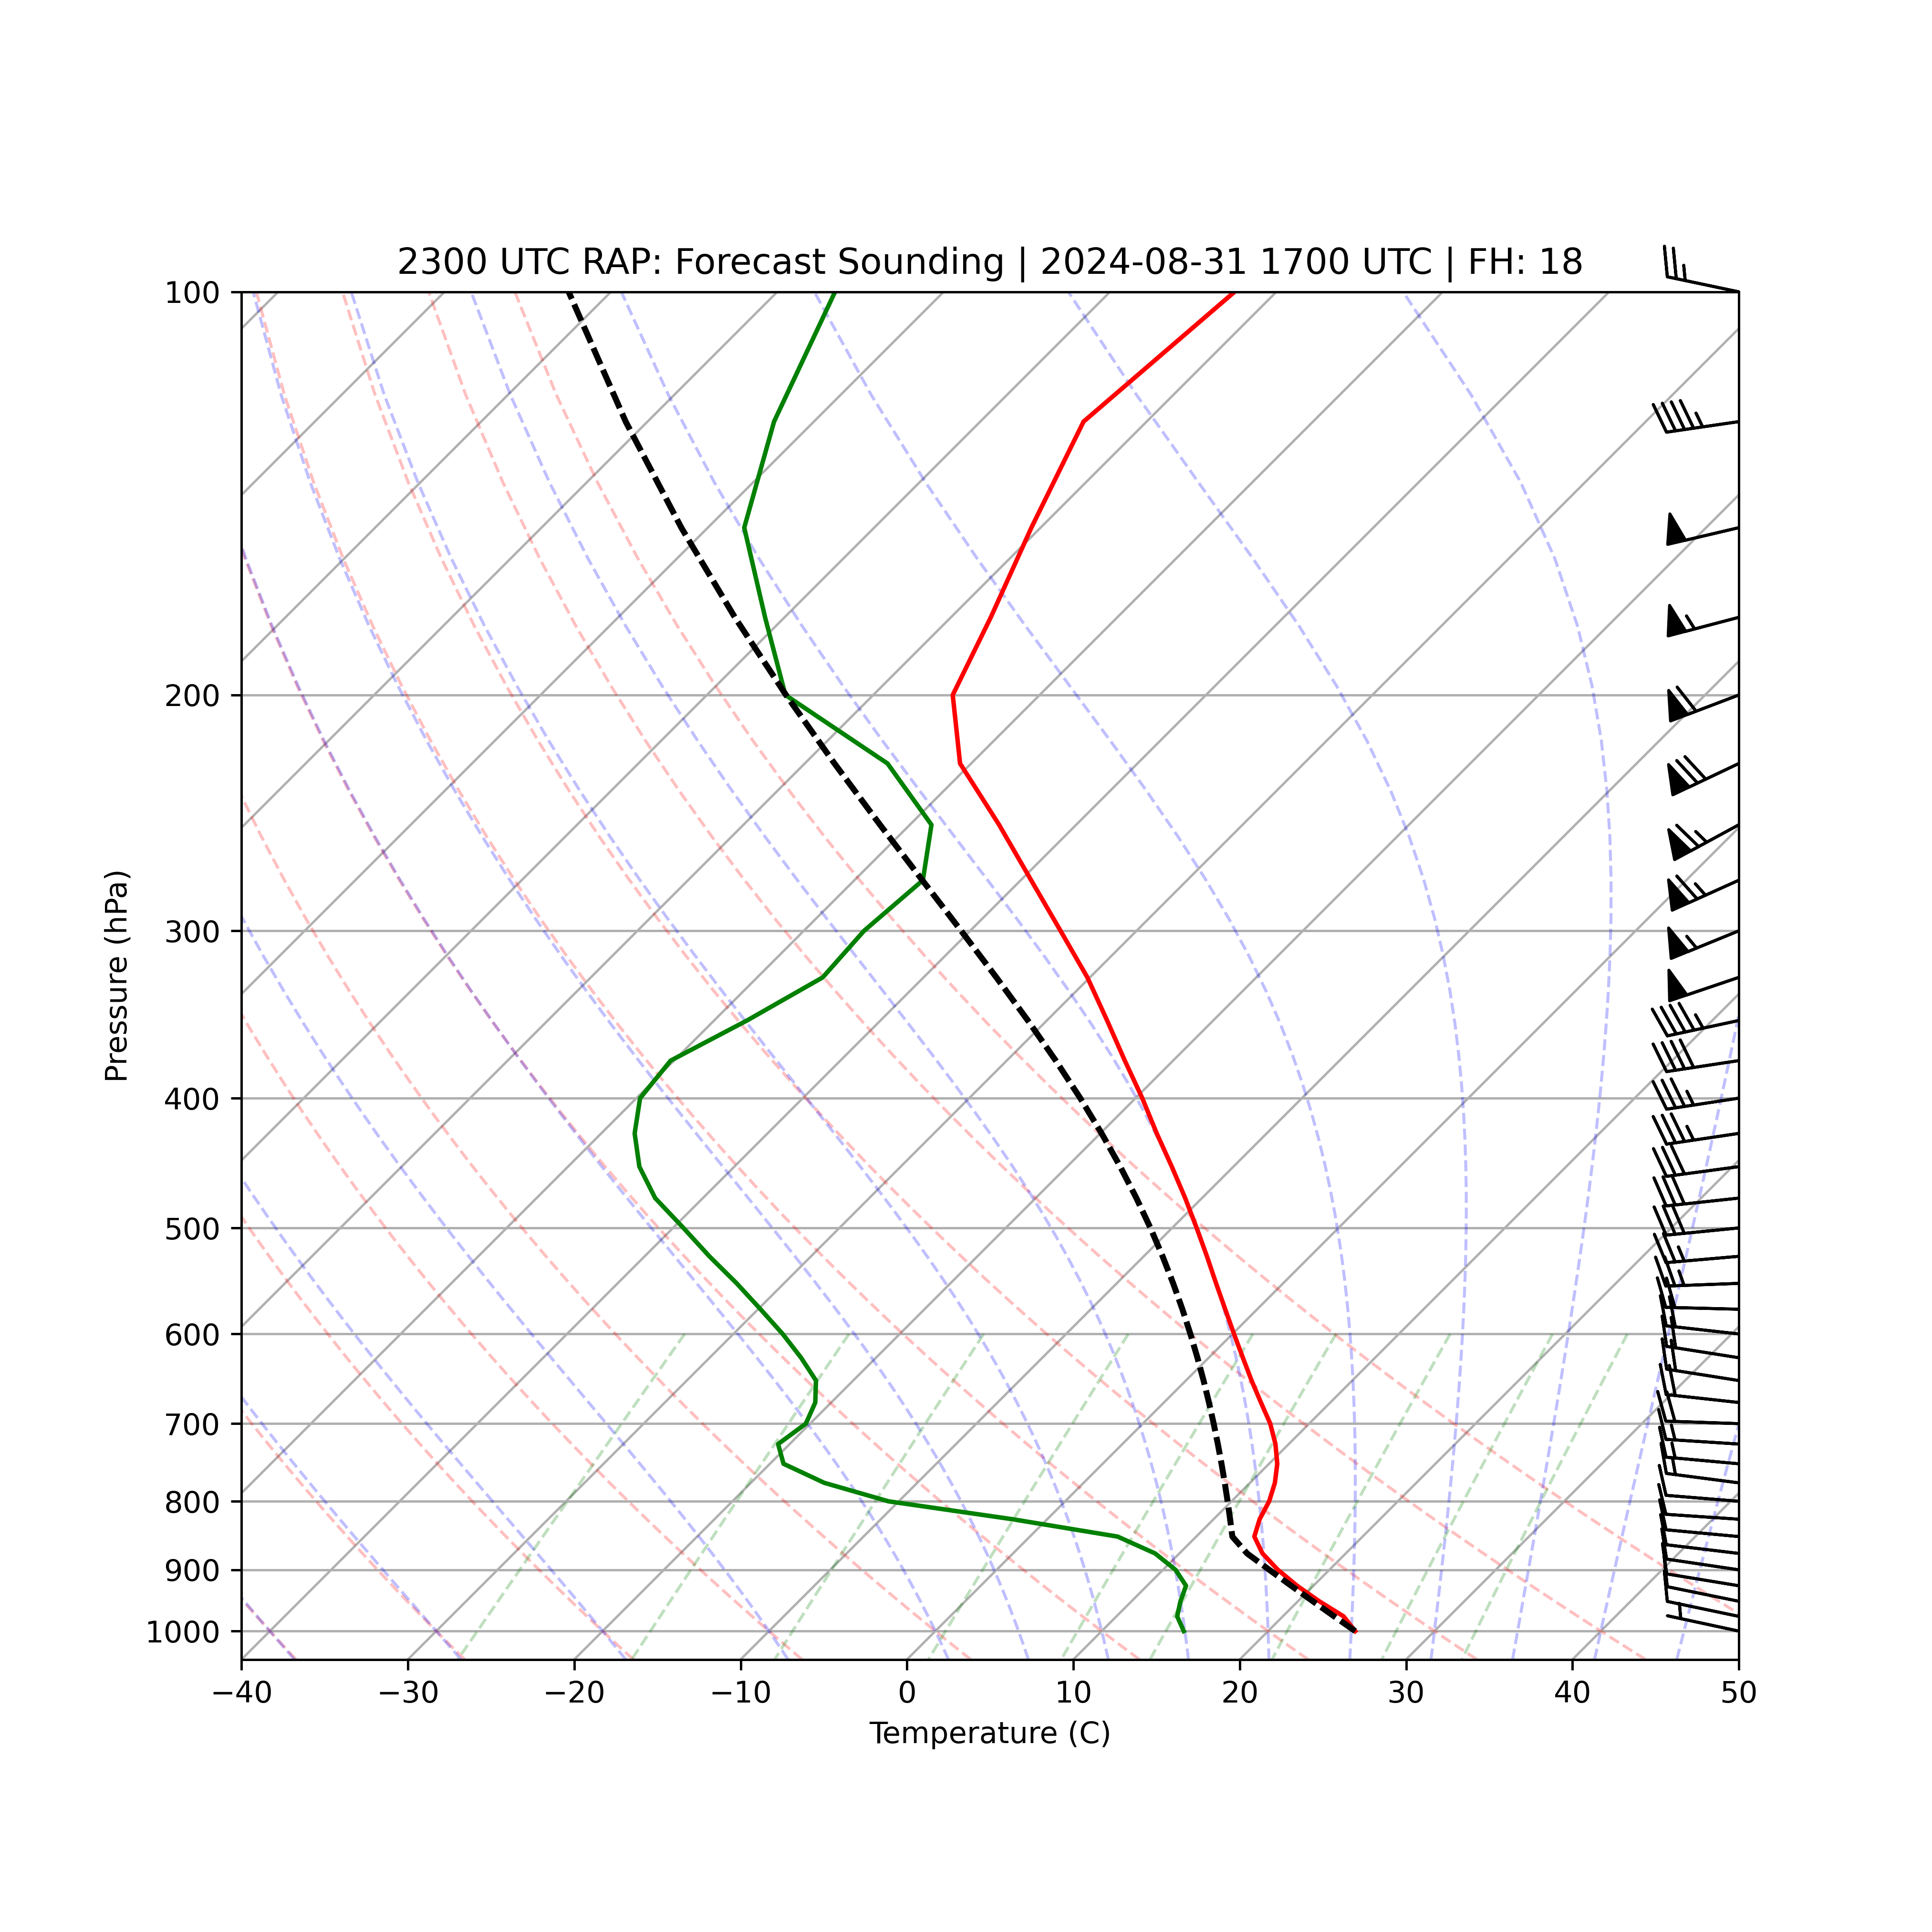 2300 UTC RAP: Forecast Sounding | 2024-08-31 1700 UTC | FH: 18
100
200
300
400
500
600
700
800
900
1000
Pressure (hPa)
−40 −30 −20 −10 0 10 20 30 40 50
Temperature (C)